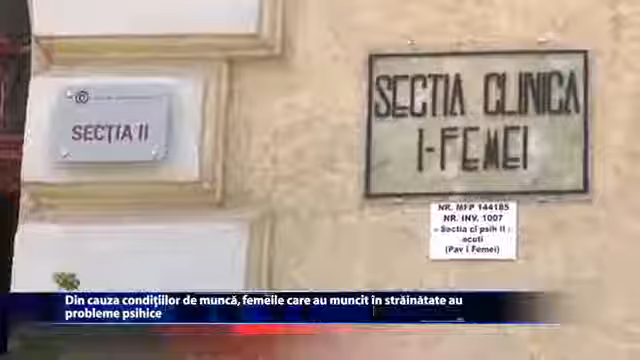 SECȚIA II
SECTIA CLINICA
I-FEMEI
NR. MFP 144185
NR. INV. 1007
Sectia cl psih II
acuti
(Pav I Femei)
Din cauza condițiilor de muncă, femeile care au muncit în străinătate au
probleme psihice